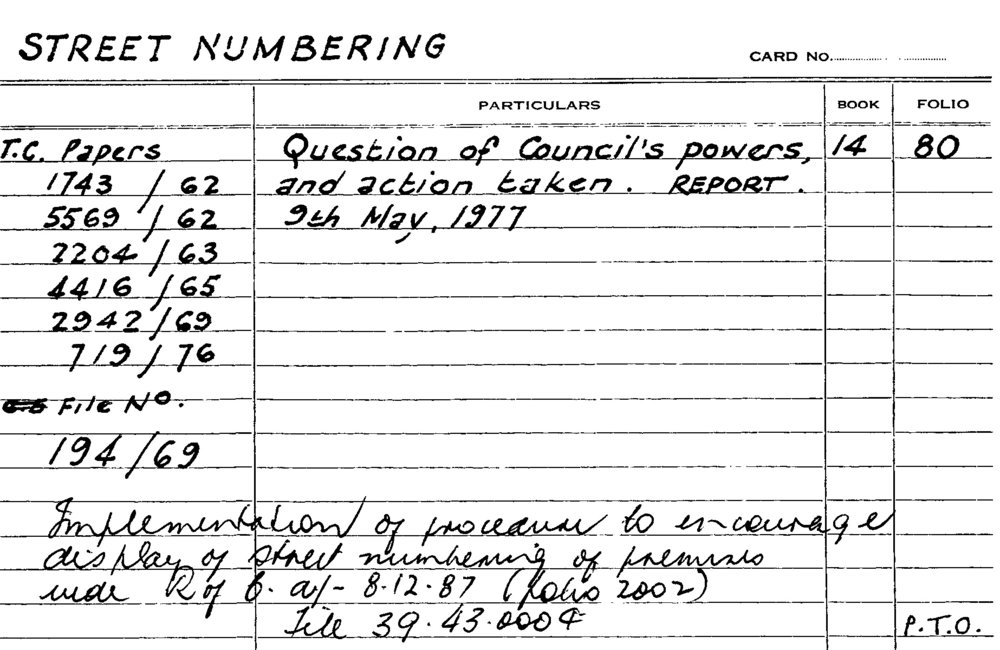 STREET NUMBERING
CARD No.
PARTICULARS BOOK FOLIO
T.C. Papers Question of Council's powers, 14 80
1743 / 62 and action taken. REPORT.
5569 / 62 9th May, 1977
2204 / 63
4416 / 65
2942 / 69
719 / 76
File No.
194/69
Implementation of procedure to encourage
display of street numbering of premises
vide R of C. a/- 8.12.87 (folio 2002)
File 39.43.000
P.T.O.